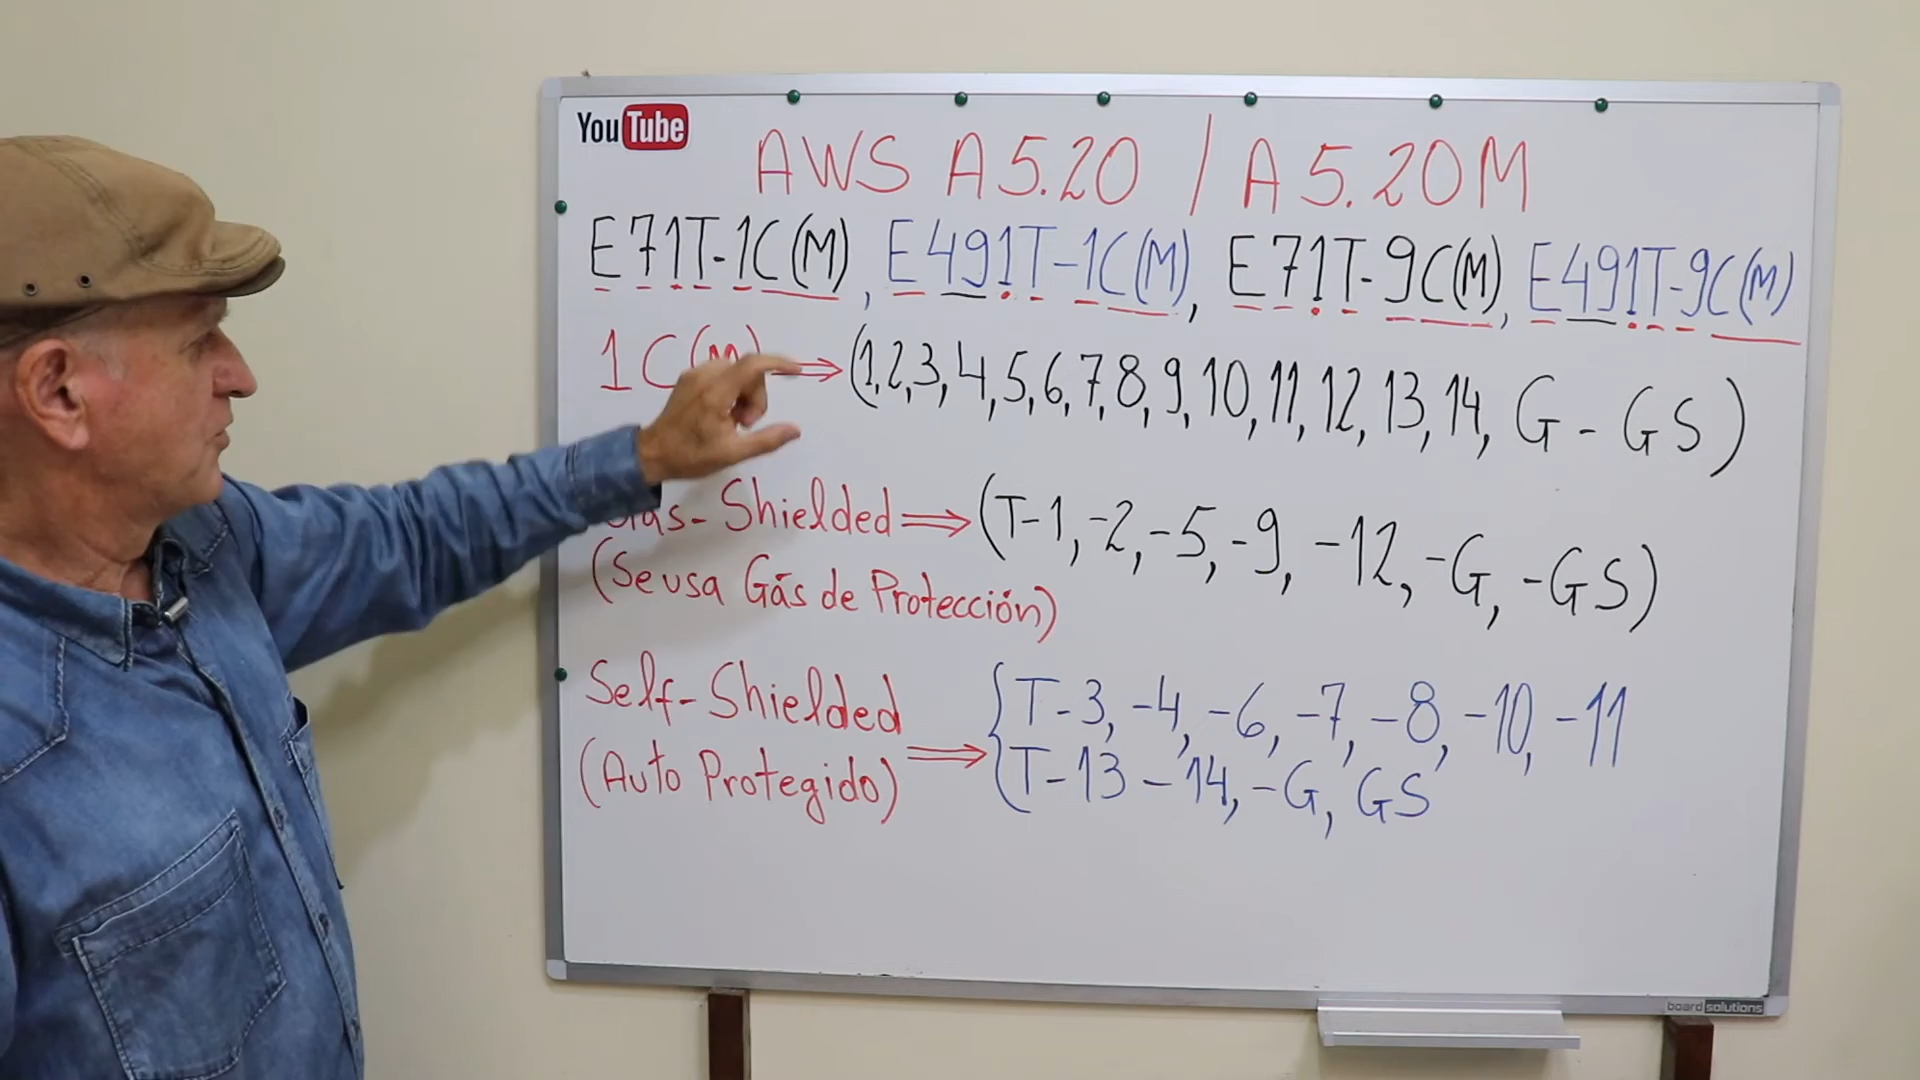 YouTube
AWS A5.20 / A5.20M
E71T-1C(M), E491T-1C(M), E71T-9C(M), E491T-9C(M)
1C(M) ⇒ (1,2,3,4,5,6,7,8,9,10,11,12,13,14, G - GS)
Gas-Shielded ⇒ (T-1,-2,-5,-9, -12,-G,-GS)
(Se usa Gás de Protección)
Self-Shielded
(Auto Protegido) ⇒
T-3,-4,-6,-7,-8,-10,-11
T-13 -14,-G, GS
board solutions